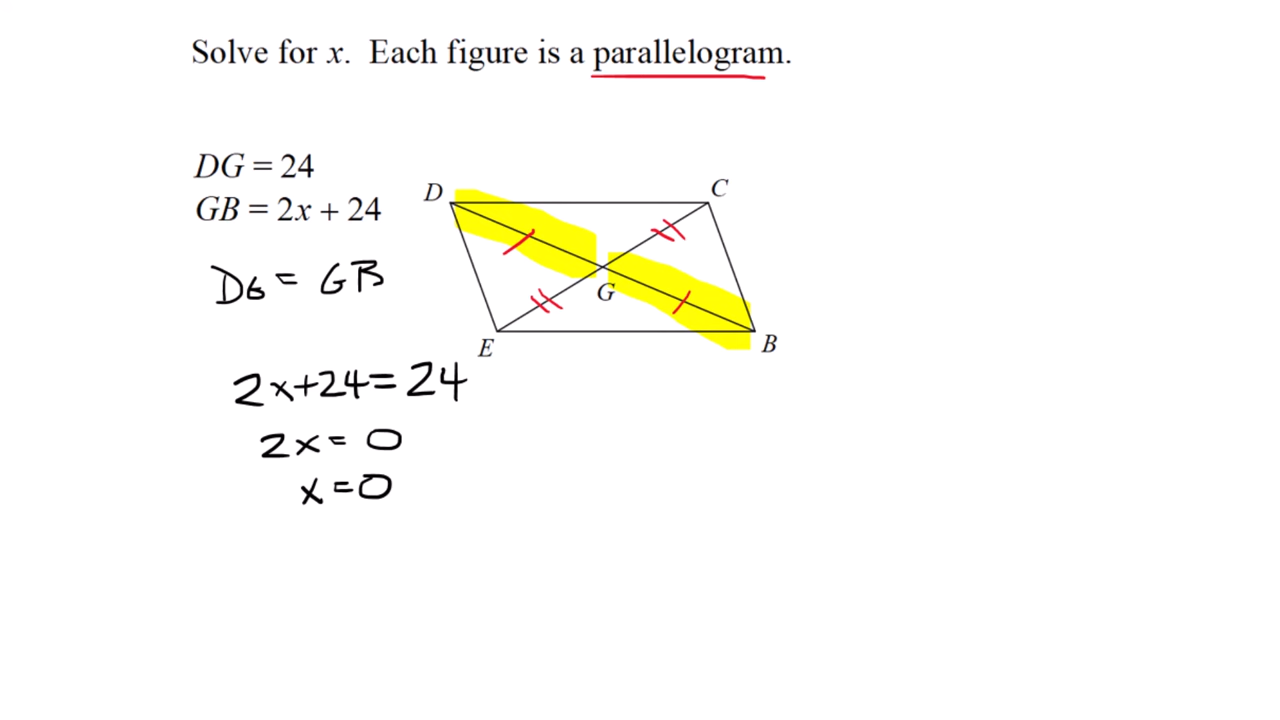 Solve for x. Each figure is a parallelogram.
DG = 24
GB = 2x + 24
D
C
G
E
B
DG = GB
2x+24=24
2x= 0
x=0